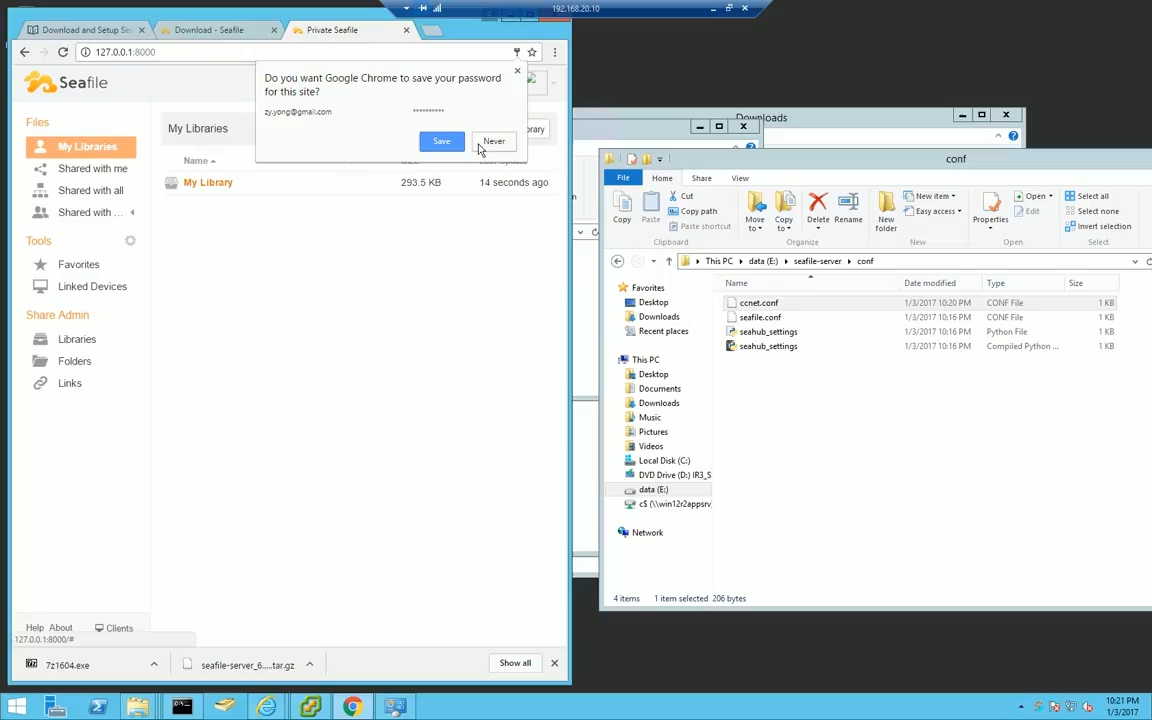 192.168.20.10
Download and Setup Se
Download - Seafile
Private Seafile
127.0.0.1:8000
Do you want Google Chrome to save your password
for this site?
zy.yong@gmail.com
**********
Save
Never
Seafile
Files
My Libraries
Shared with me
Shared with all
Shared with ...
Tools
Favorites
Linked Devices
Share Admin
Libraries
Folders
Links
My Libraries
Name
My Library
293.5 KB
14 seconds ago
Help About
Clients
127.0.0.1:8000/#
7z1604.exe
seafile-server_6.....tar.gz
Show all
Downloads
conf
File
Home
Share
View
Copy
Paste
Cut
Copy path
Paste shortcut
Clipboard
Move
to
Copy
to
Delete
Rename
Organize
New
folder
New item
Easy access
New
Properties
Open
Edit
Open
Select all
Select none
Invert selection
Select
This PC
data (E:)
seafile-server
conf
Name
Date modified
Type
Size
ccnet.conf
1/3/2017 10:20 PM
CONF File
1 KB
seafile.conf
1/3/2017 10:16 PM
CONF File
1 KB
seahub_settings
1/3/2017 10:16 PM
Python File
1 KB
seahub_settings
1/3/2017 10:16 PM
Compiled Python ...
1 KB
Favorites
Desktop
Downloads
Recent places
This PC
Desktop
Documents
Downloads
Music
Pictures
Videos
Local Disk (C:)
DVD Drive (D:) IR3_S
data (E:)
c$ (\\win12r2appsrv
Network
4 items
1 item selected 206 bytes
10:21 PM
1/3/2017